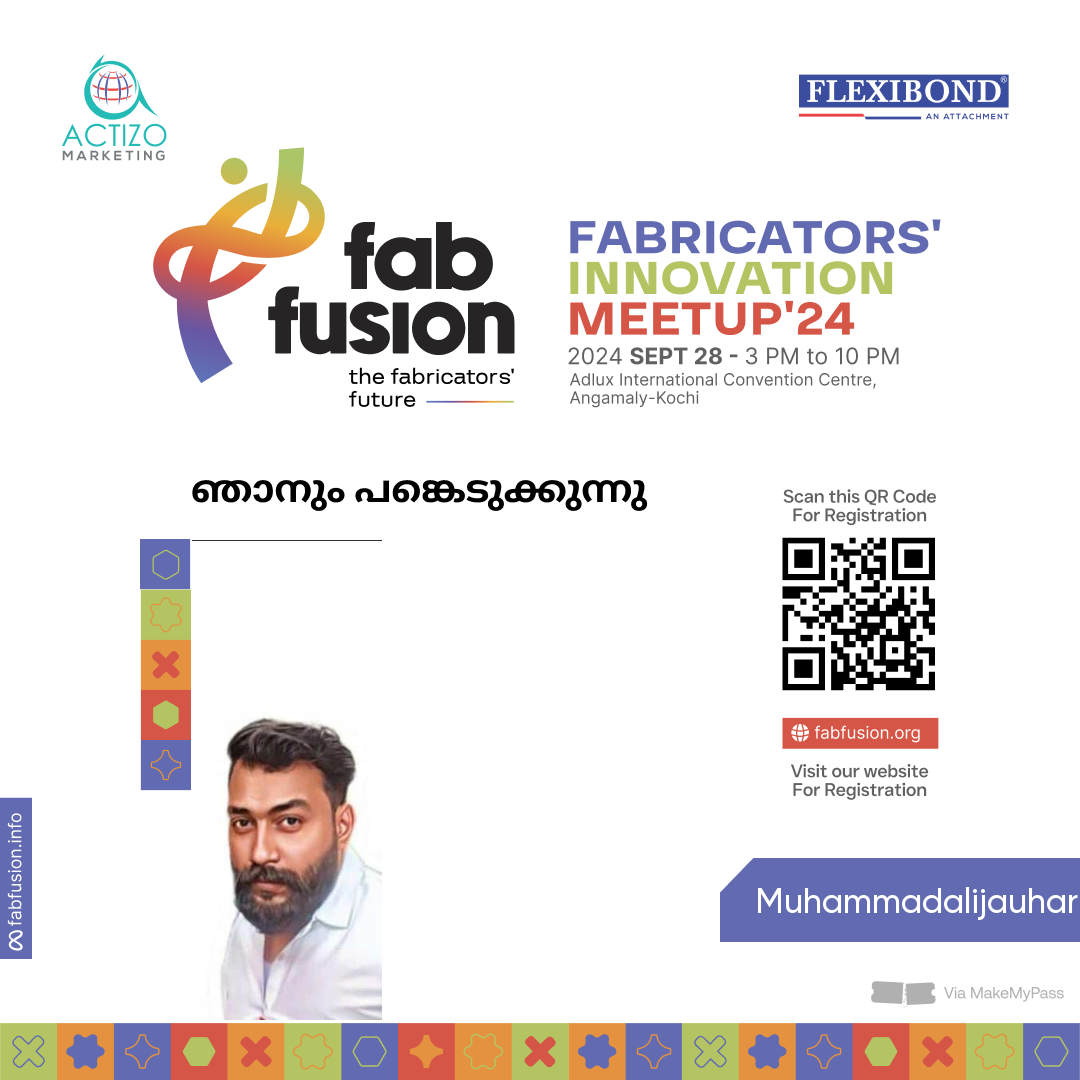 ACTIZO
MARKETING
FLEXIBOND®
AN ATTACHMENT
fab
fusion
the fabricators'
future
FABRICATORS'
INNOVATION
MEETUP'24
2024 SEPT 28 - 3 PM to 10 PM
Adlux International Convention Centre,
Angamaly-Kochi
ഞാനും പങ്കെടുക്കുന്നു
Scan this QR Code
For Registration
fabfusion.org
Visit our website
For Registration
fabfusion.info
Muhammadalijauhar
Via MakeMyPass